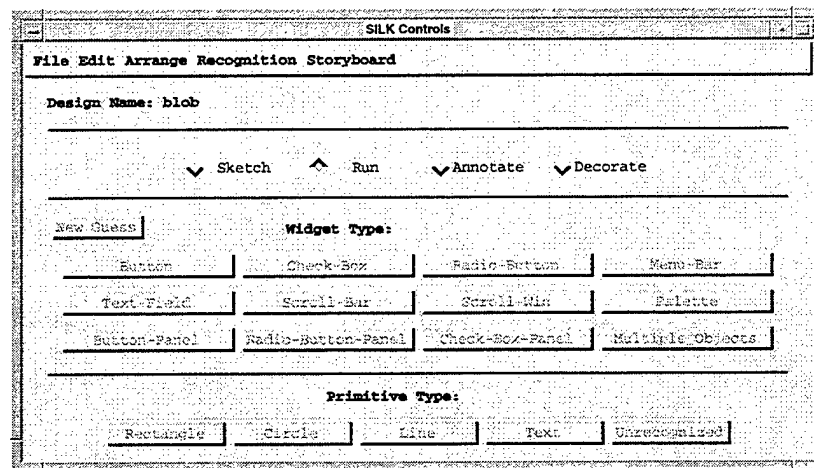 SILK Controls
File Edit Arrange Recognition Storyboard
Design Name: blob
Sketch Run Annotate Decorate
New Guess Widget Type:
Button Check-Box Radio-Button Menu-Bar
Text-Field Scroll-Bar Scroll-Win Palette
Button-Panel Radio-Button-Panel Check-Box-Panel Multiple Objects
Primitive Type:
Rectangle Circle Line Text Unrecognized